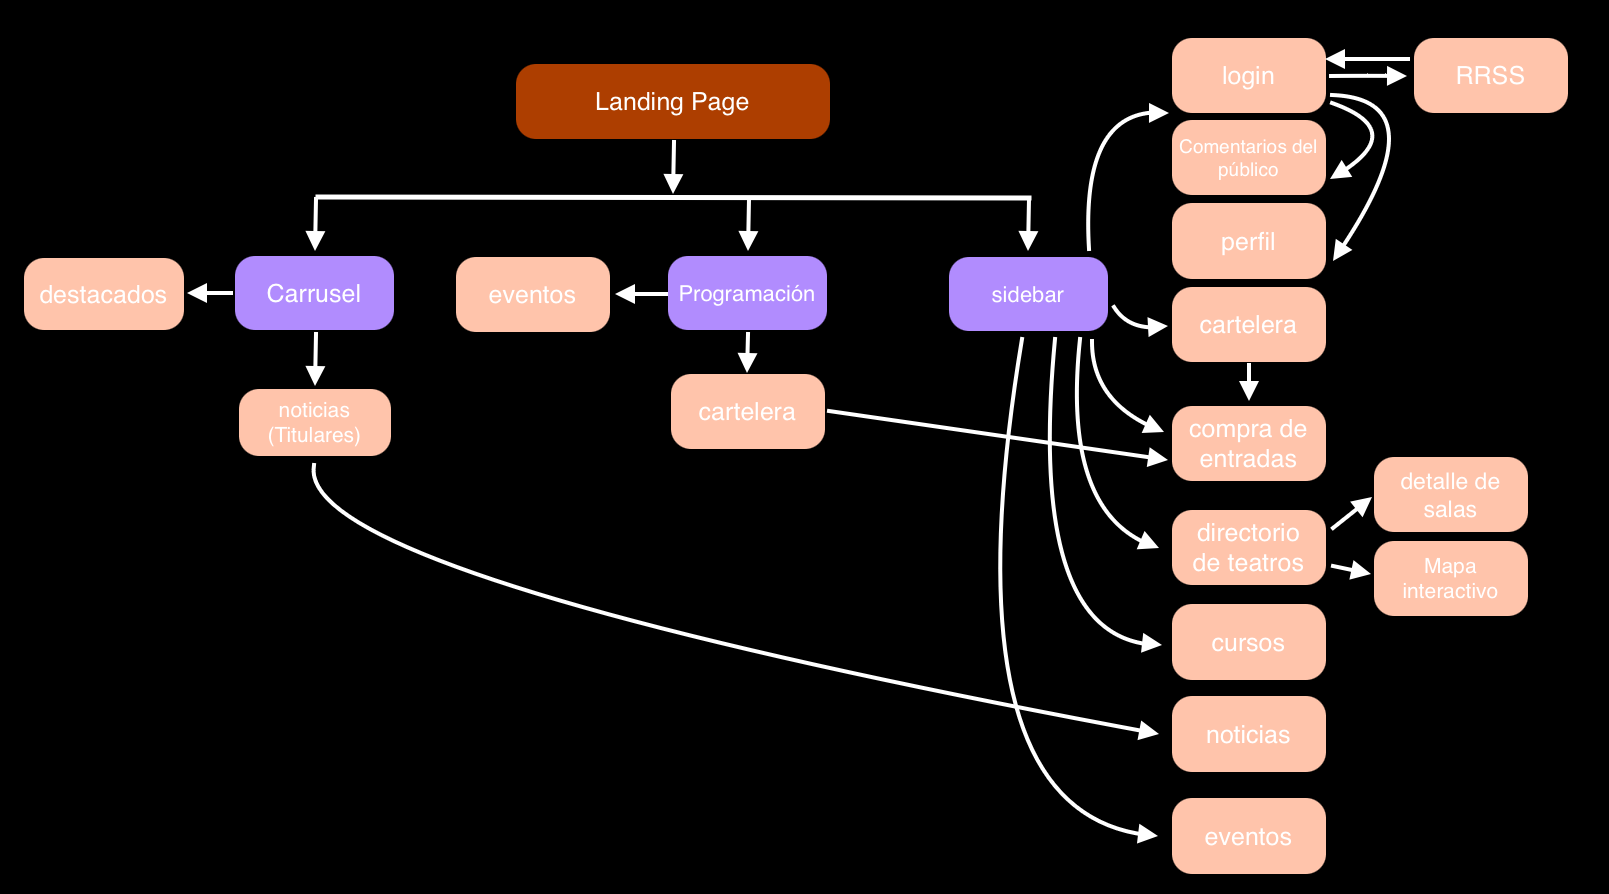 Landing Page
login
RRSS
Comentarios del
público
perfil
destacados
Carrusel
eventos
Programación
sidebar
cartelera
noticias
(Titulares)
cartelera
compra de
entradas
detalle de
salas
directorio
de teatros
Mapa
interactivo
cursos
noticias
eventos